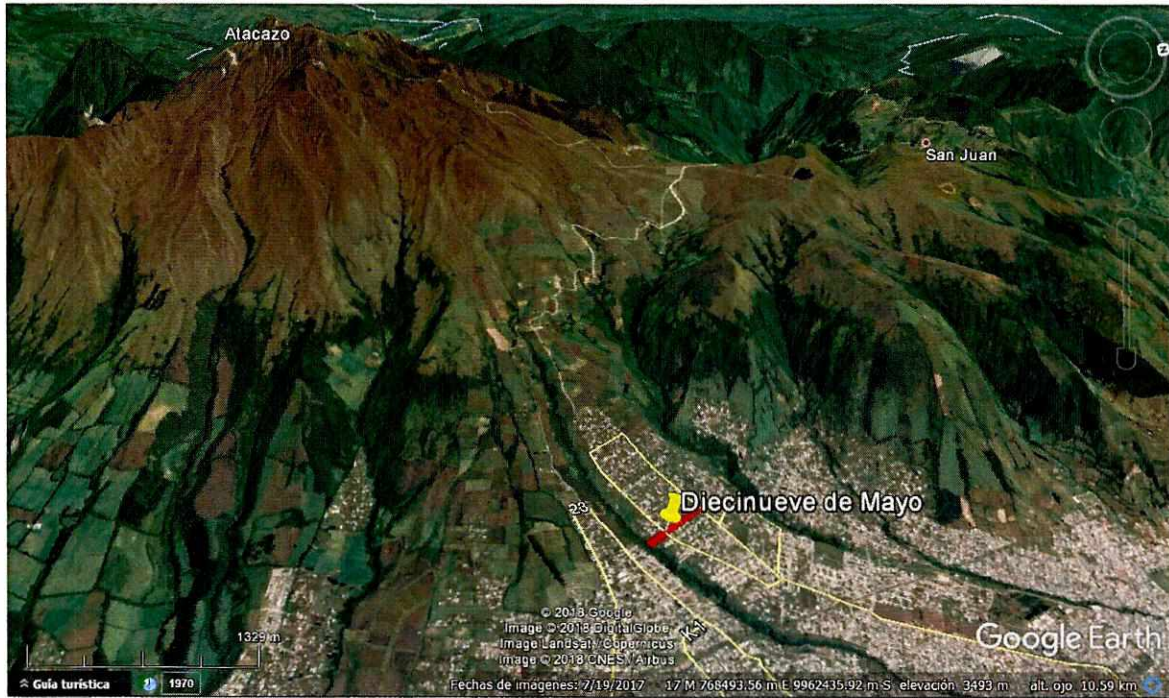 Atacazo
San Juan
Diecinueve de Mayo
© 2018 Google
Image © 2018 DigitalGlobe
Image Landsat / Copernicus
Image © 2018 CNES / Airbus
Google Earth
1329 m
Guía turística
1970
Fechas de imágenes: 7/19/2017 17 M 768493.56 m E 9962435.92 m S elevación 3493 m alt. ojo 10.59 km